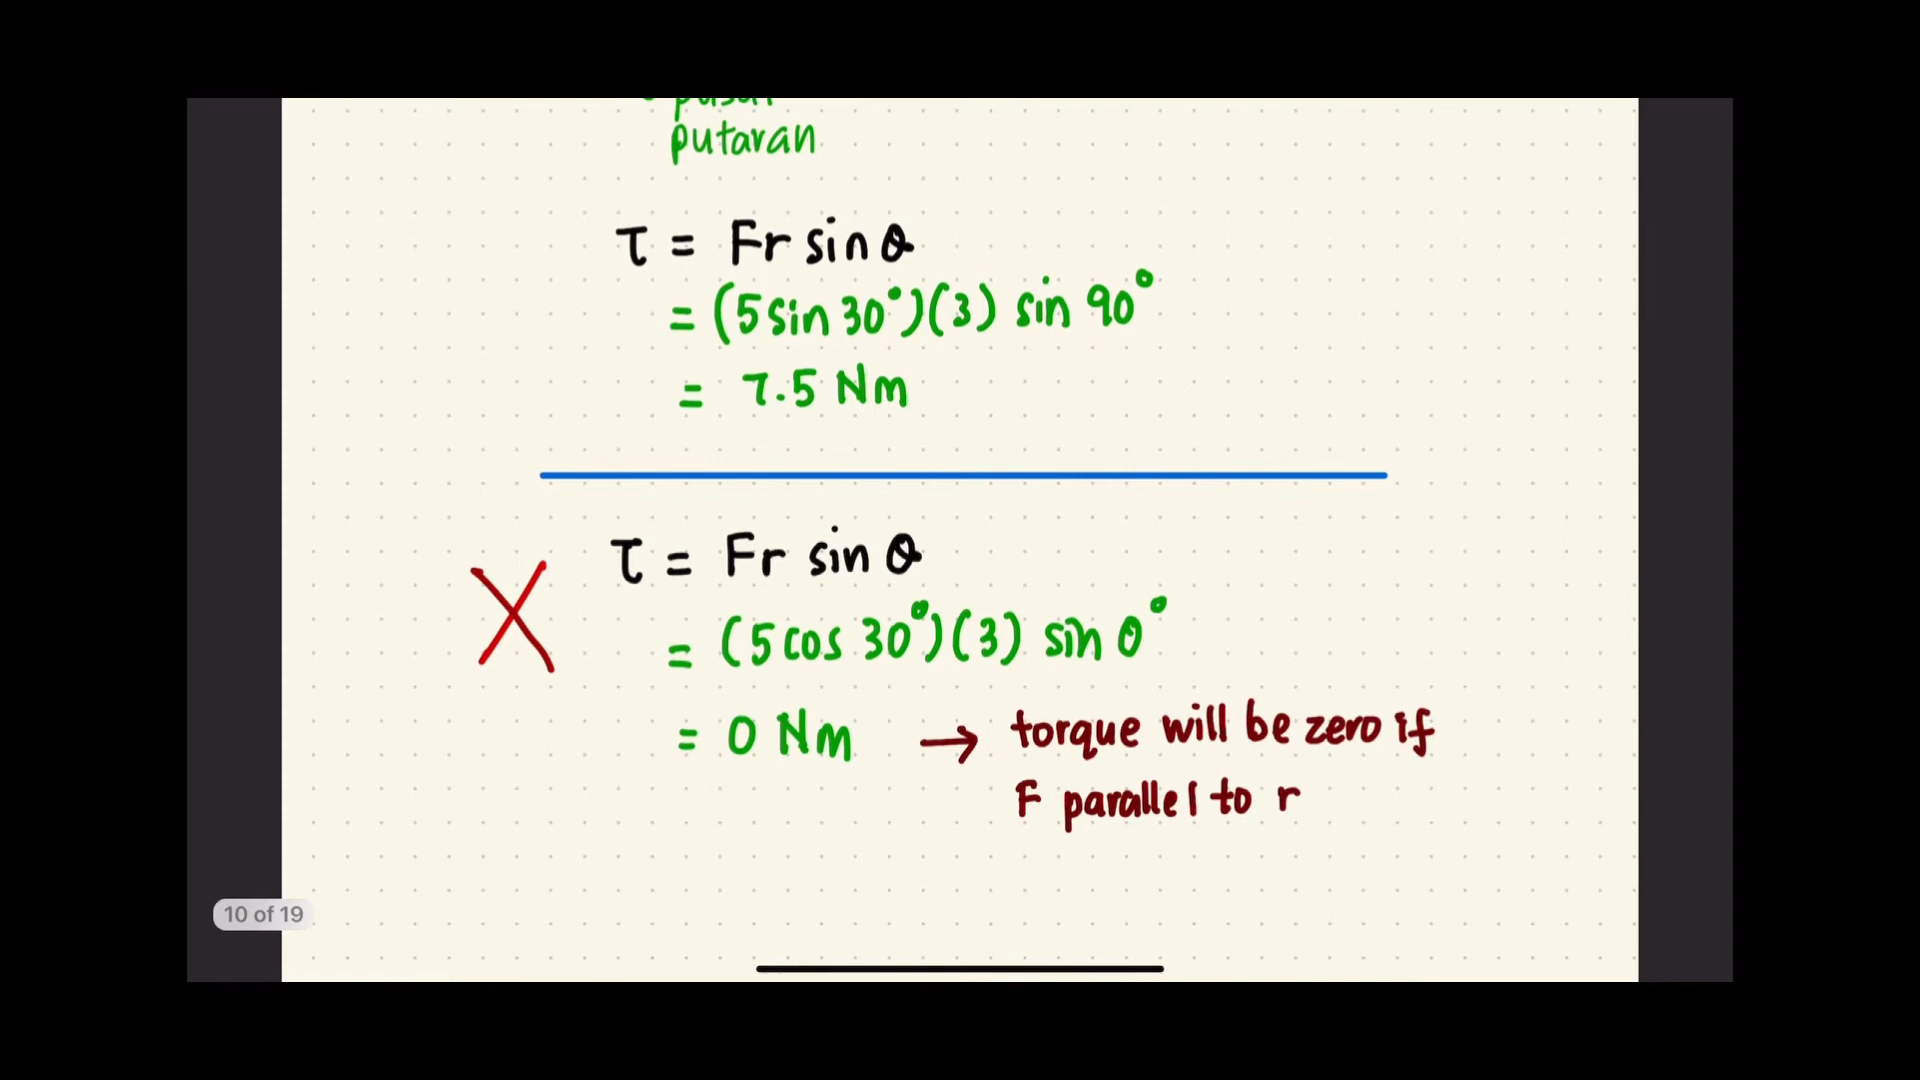 pusat
putaran
τ = Fr sin θ
= (5 sin 30°)(3) sin 90°
= 7.5 Nm
τ = Fr sin θ
= (5 cos 30°)(3) sin 0°
= 0 Nm → torque will be zero if
F parallel to r
10 of 19